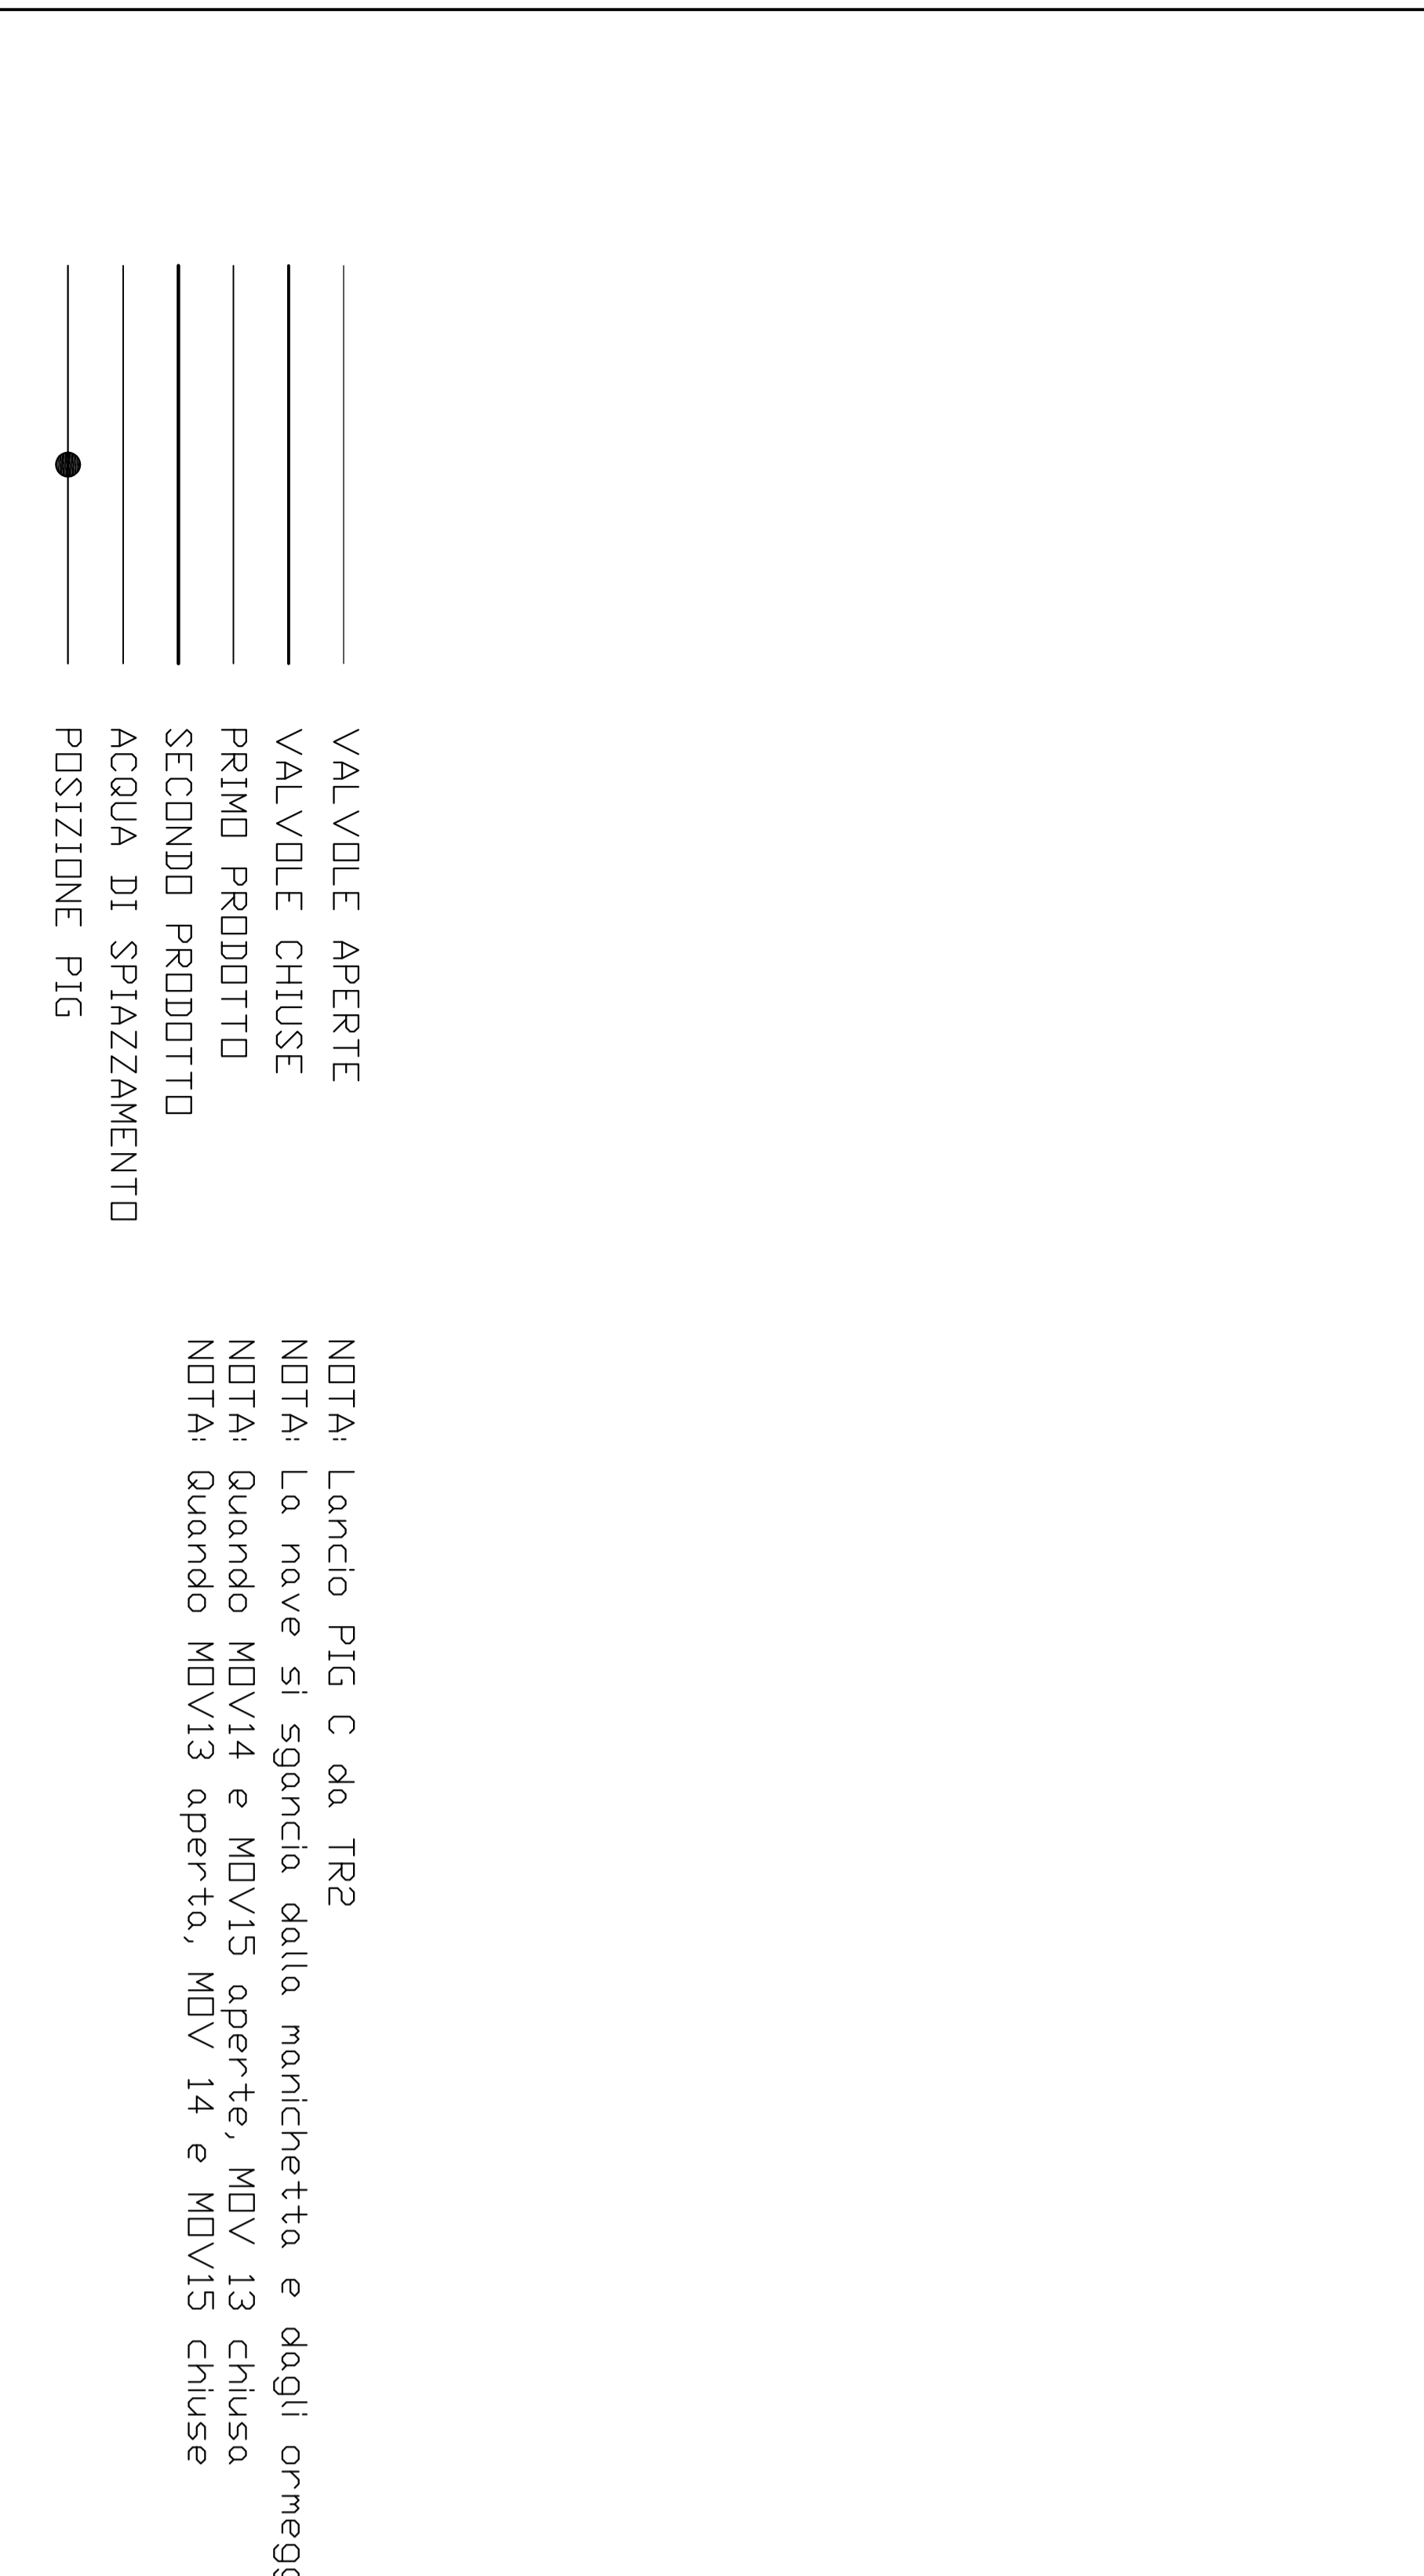 VALVOLE APERTE
VALVOLE CHIUSE
PRIMO PRODOTTO
SECONDO PRODOTTO
ACQUA DI SPIAZZAMENTO
POSIZIONE PIG
NOTA: Lancio PIG C da TR2
NOTA: La nave si sgancia dalla manichetta e dagli
NOTA: Quando MOV14 e MOV15 aperte, MOV 13 chiusa
NOTA: Quando MOV13 aperta, MOV 14 e MOV15 chiuse